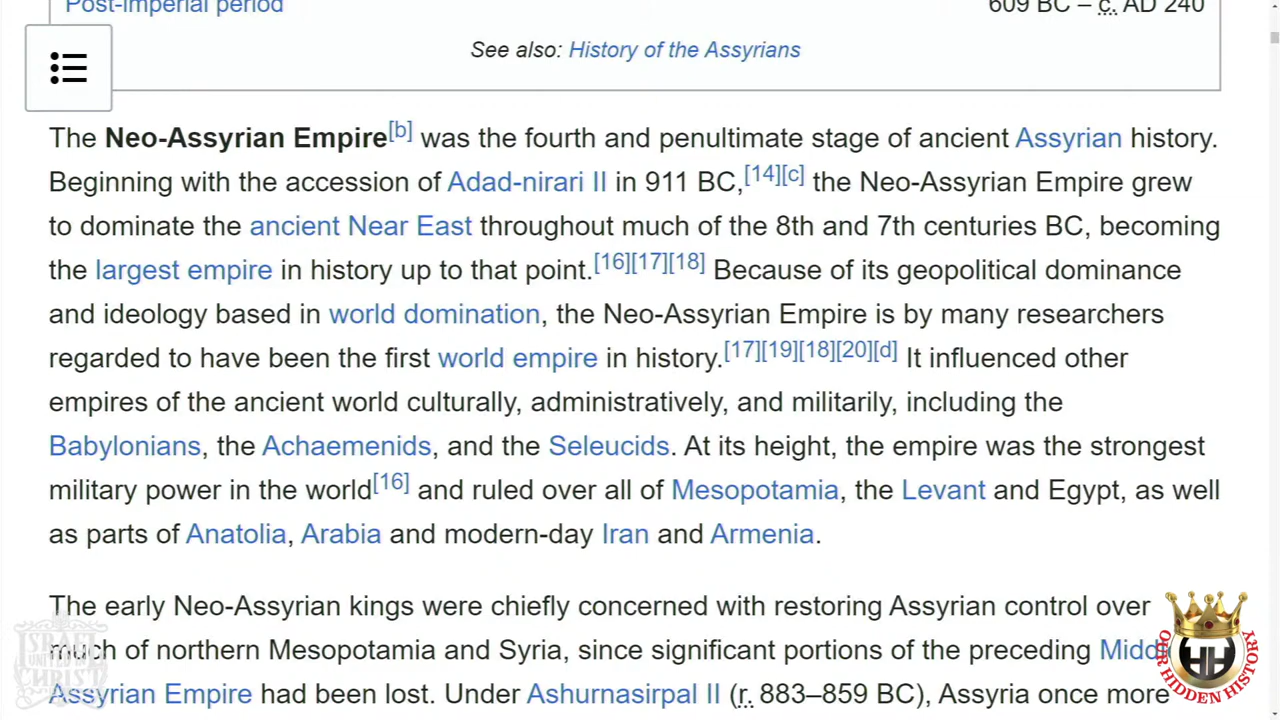 Post-imperial period 609 BC – c. AD 240
See also: History of the Assyrians
The Neo-Assyrian Empire[b] was the fourth and penultimate stage of ancient Assyrian history.
Beginning with the accession of Adad-nirari II in 911 BC,[14][c] the Neo-Assyrian Empire grew
to dominate the ancient Near East throughout much of the 8th and 7th centuries BC, becoming
the largest empire in history up to that point.[16][17][18] Because of its geopolitical dominance
and ideology based in world domination, the Neo-Assyrian Empire is by many researchers
regarded to have been the first world empire in history.[17][19][18][20][d] It influenced other
empires of the ancient world culturally, administratively, and militarily, including the
Babylonians, the Achaemenids, and the Seleucids. At its height, the empire was the strongest
military power in the world[16] and ruled over all of Mesopotamia, the Levant and Egypt, as well
as parts of Anatolia, Arabia and modern-day Iran and Armenia.
The early Neo-Assyrian kings were chiefly concerned with restoring Assyrian control over
much of northern Mesopotamia and Syria, since significant portions of the preceding Middl
Assyrian Empire had been lost. Under Ashurnasirpal II (r. 883–859 BC), Assyria once more
ISRAEL
UNITED IN
CHRIST
OUR HIDDEN HISTORY
HH